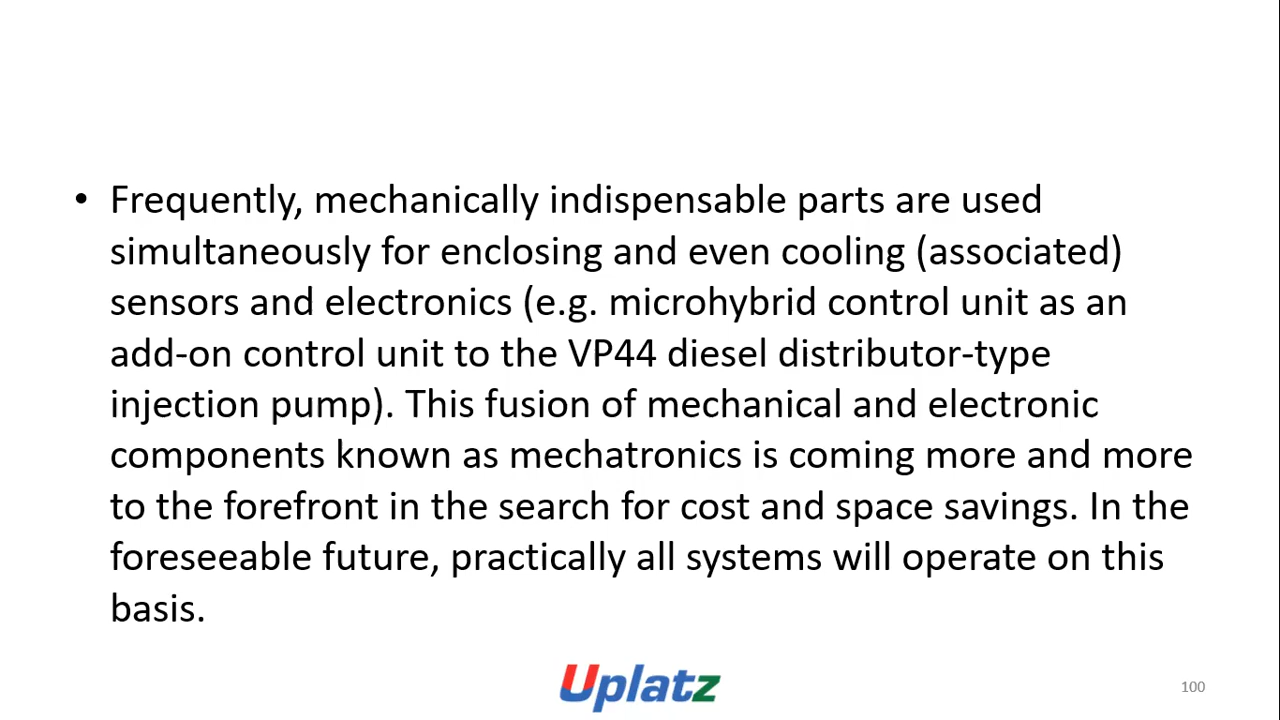 • Frequently, mechanically indispensable parts are used
simultaneously for enclosing and even cooling (associated)
sensors and electronics (e.g. microhybrid control unit as an
add-on control unit to the VP44 diesel distributor-type
injection pump). This fusion of mechanical and electronic
components known as mechatronics is coming more and more
to the forefront in the search for cost and space savings. In the
foreseeable future, practically all systems will operate on this
basis.
Uplatz
100